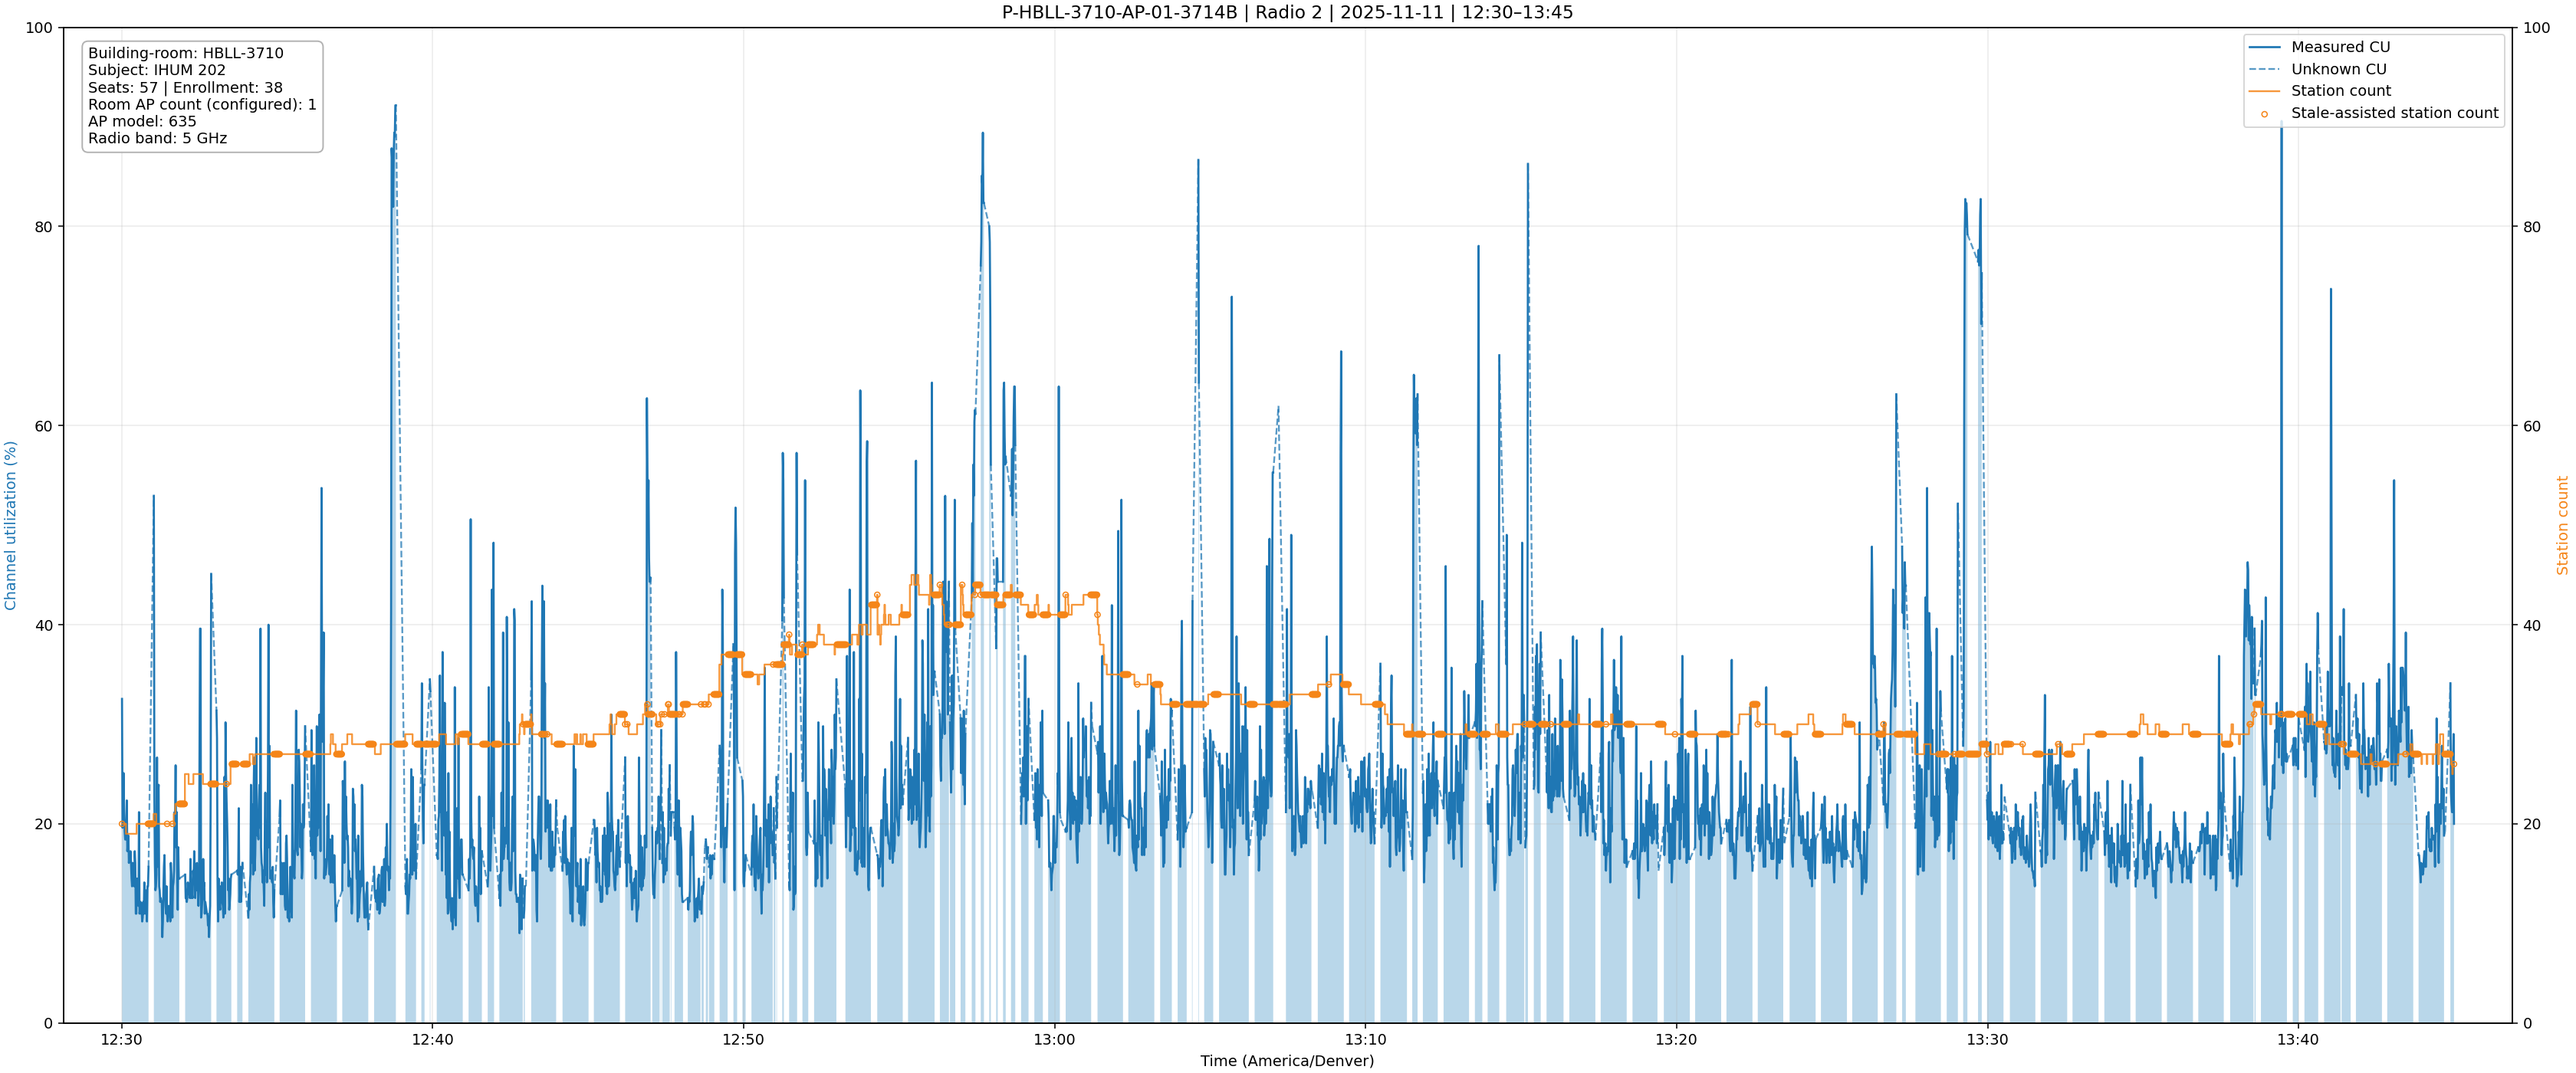 P-HBLL-3710-AP-01-3714B | Radio 2 | 2025-11-11 | 12:30–13:45
Building-room: HBLL-3710
Subject: IHUM 202
Seats: 57 | Enrollment: 38
Room AP count (configured): 1
AP model: 635
Radio band: 5 GHz
Measured CU
Unknown CU
Station count
Stale-assisted station count
Channel utilization (%)
100
80
60
40
20
0
100
80
60
40
20
0
Station count
12:30
12:40
12:50
13:00
13:10
13:20
13:30
13:40
Time (America/Denver)